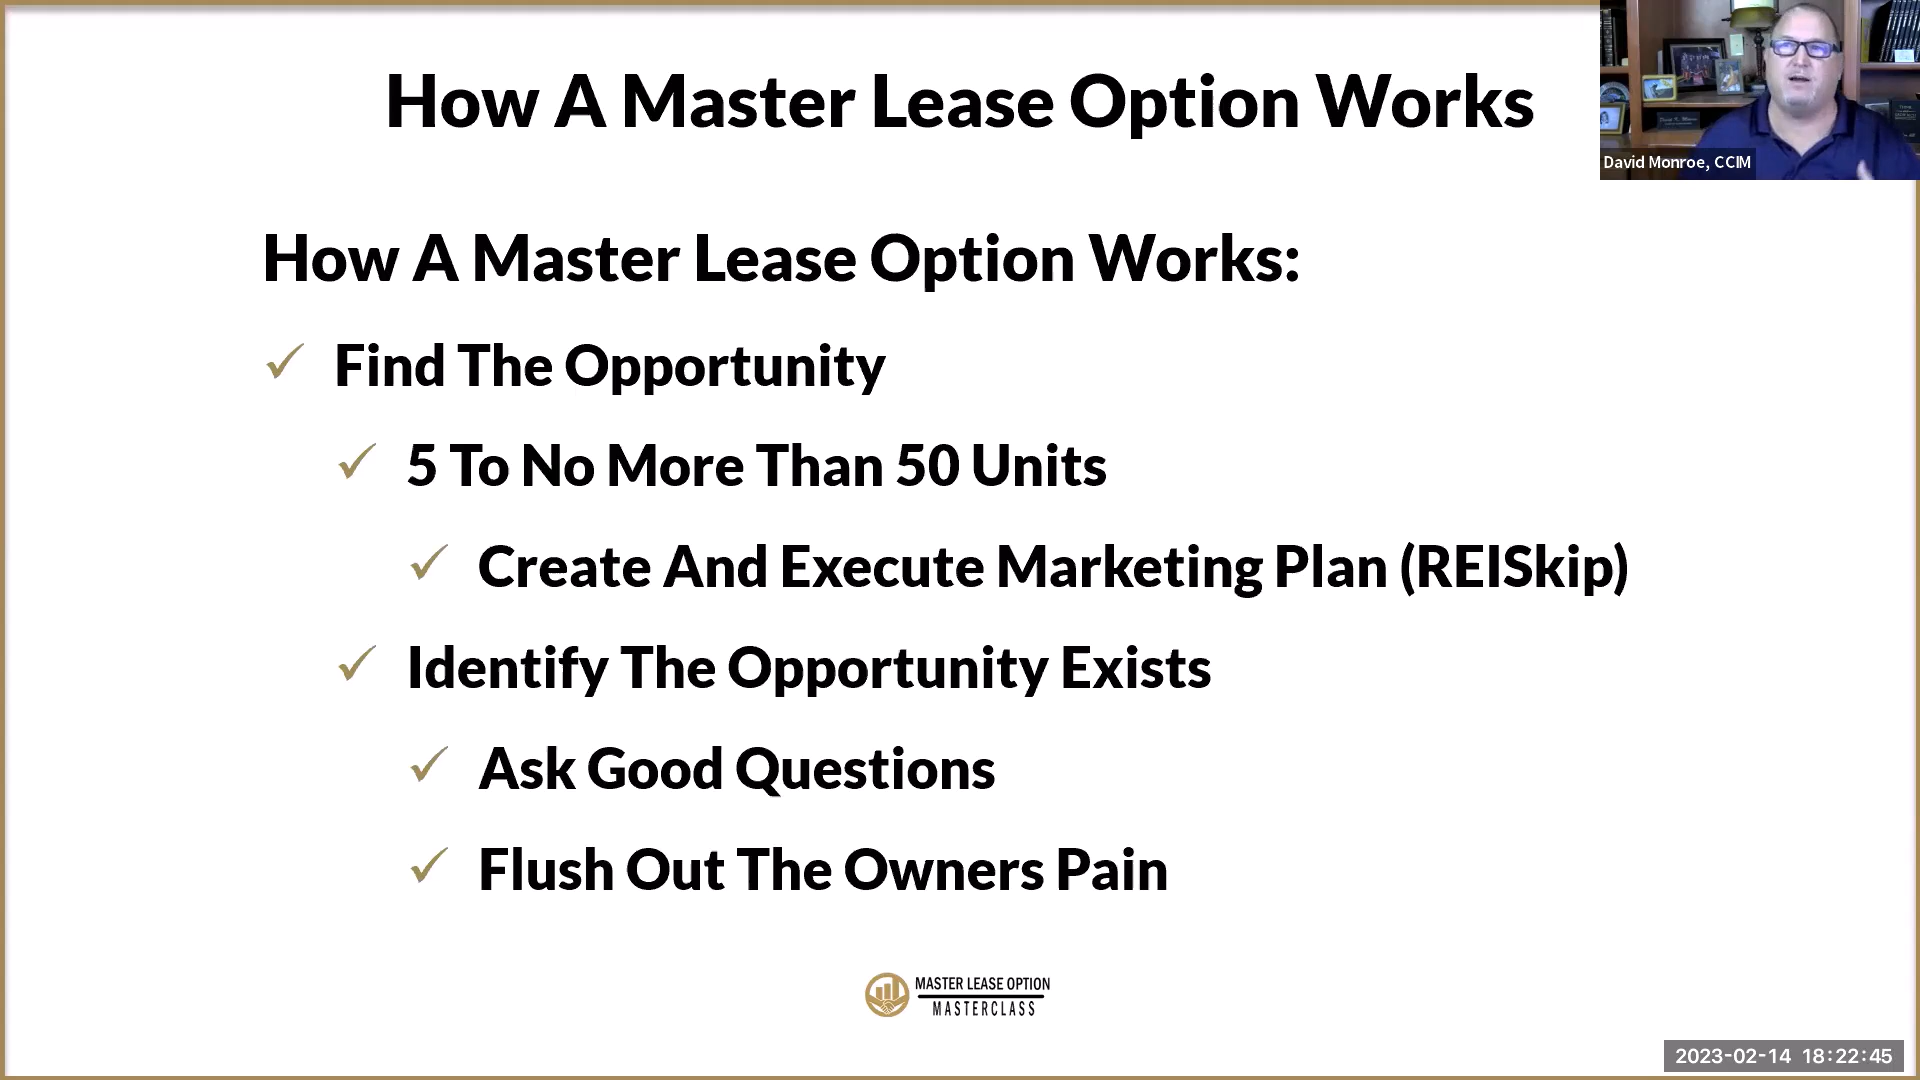 How A Master Lease Option Works
David Monroe, CCIM
How A Master Lease Option Works:
✓ Find The Opportunity
✓ 5 To No More Than 50 Units
✓ Create And Execute Marketing Plan (REISkip)
✓ Identify The Opportunity Exists
✓ Ask Good Questions
✓ Flush Out The Owners Pain
MASTER LEASE OPTION
MASTERCLASS
2023-02-14 18:22:45